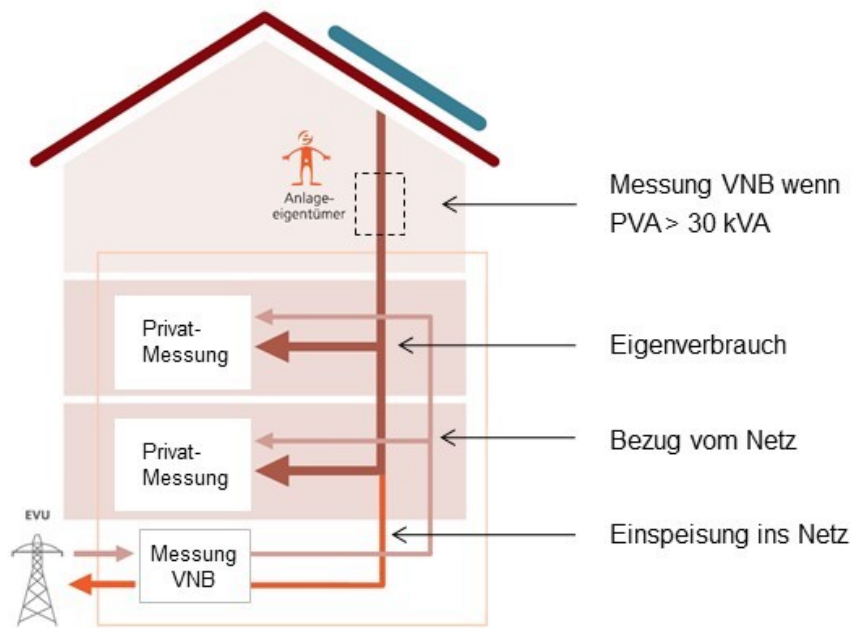 Anlage-
eigentümer
Messung VNB wenn
PVA > 30 kVA
Privat-
Messung
Eigenverbrauch
Privat-
Messung
Bezug vom Netz
EVU
Messung
VNB
Einspeisung ins Netz